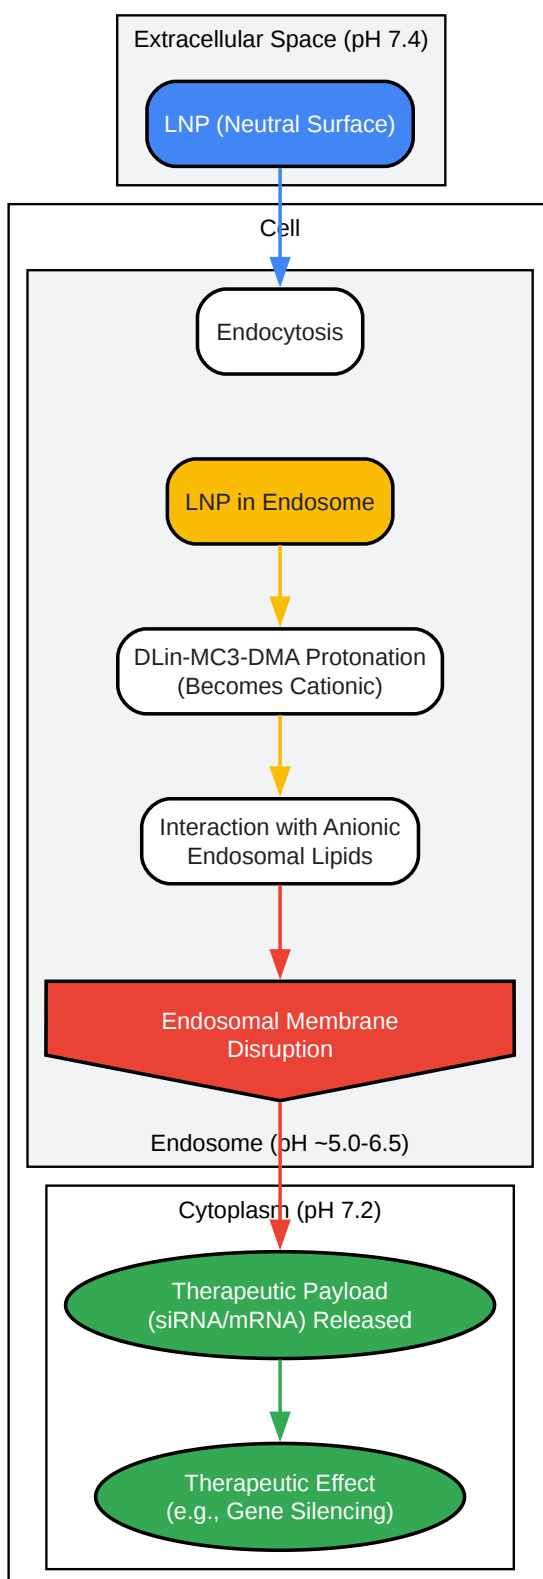 Extracellular Space (pH 7.4)
LNP (Neutral Surface)
Cell
Endocytosis
LNP in Endosome
DLin-MC3-DMA Protonation
(Becomes Cationic)
Interaction with Anionic
Endosomal Lipids
Endosomal Membrane
Disruption
Endosome (pH ~5.0-6.5)
Cytoplasm (pH 7.2)
Therapeutic Payload
(siRNA/mRNA) Released
Therapeutic Effect
(e.g., Gene Silencing)